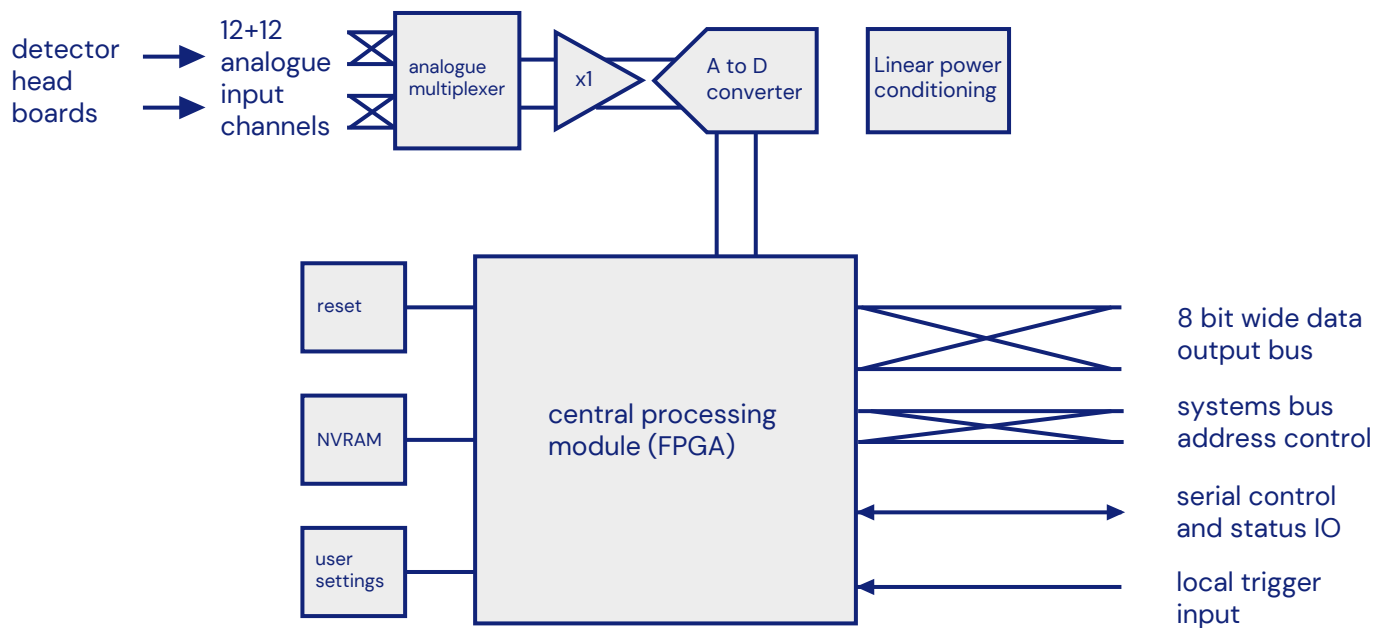 detector
head
boards
12+12
analogue
input
channels
analogue
multiplexer
x1
A to D
converter
Linear power
conditioning
reset
NVRAM
user
settings
central processing
module (FPGA)
8 bit wide data
output bus
systems bus
address control
serial control
and status IO
local trigger
input